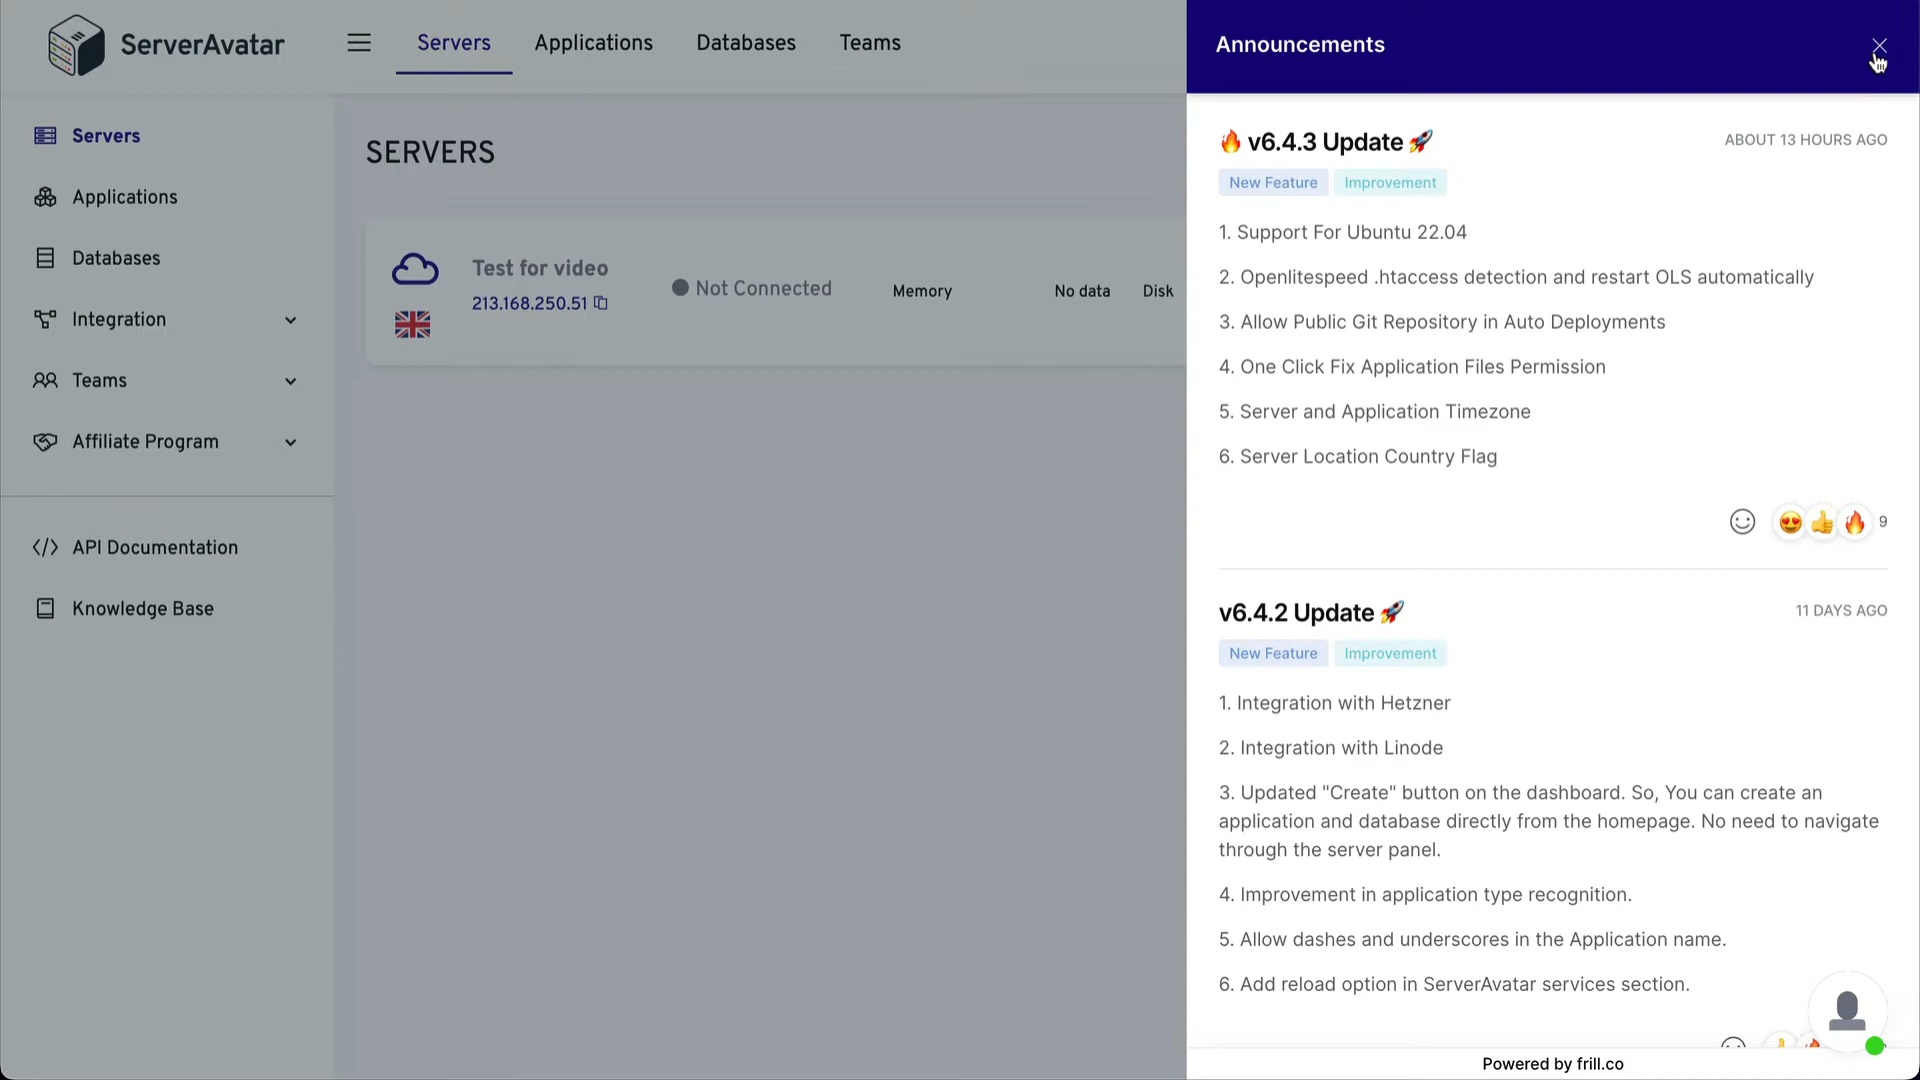 ServerAvatar
Servers
Applications
Databases
Teams
Announcements
Servers
Applications
Databases
Integration
Teams
Affiliate Program
API Documentation
Knowledge Base
SERVERS
Test for video
213.168.250.51
Not Connected
Memory
No data
Disk
🔥 v6.4.3 Update 🚀
ABOUT 13 HOURS AGO
New Feature
Improvement
1. Support For Ubuntu 22.04
2. Openlitespeed .htaccess detection and restart OLS automatically
3. Allow Public Git Repository in Auto Deployments
4. One Click Fix Application Files Permission
5. Server and Application Timezone
6. Server Location Country Flag
9
v6.4.2 Update 🚀
11 DAYS AGO
New Feature
Improvement
1. Integration with Hetzner
2. Integration with Linode
3. Updated "Create" button on the dashboard. So, You can create an
application and database directly from the homepage. No need to navigate
through the server panel.
4. Improvement in application type recognition.
5. Allow dashes and underscores in the Application name.
6. Add reload option in ServerAvatar services section.
Powered by frill.co